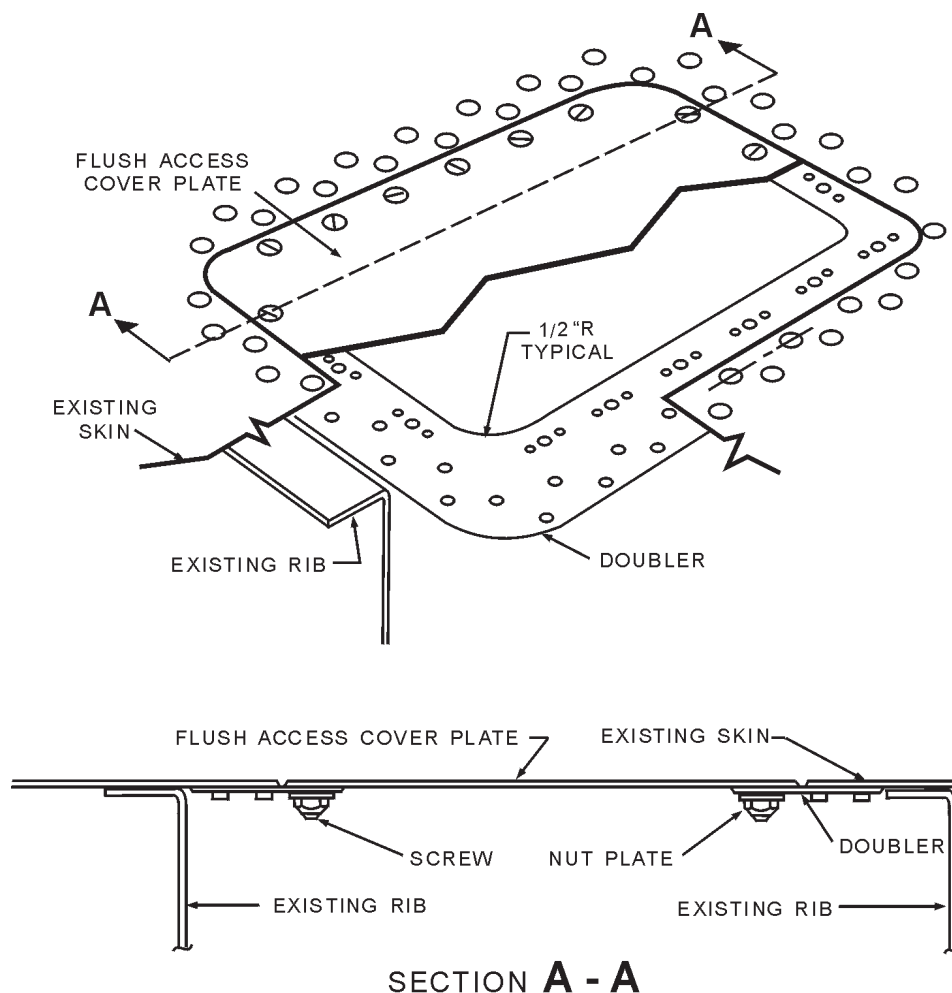 A
FLUSH ACCESS
COVER PLATE
A
1/2"R
TYPICAL
EXISTING
SKIN
EXISTING RIB
DOUBLER
FLUSH ACCESS COVER PLATE
EXISTING SKIN
SCREW
NUT PLATE
DOUBLER
EXISTING RIB
EXISTING RIB
SECTION A - A